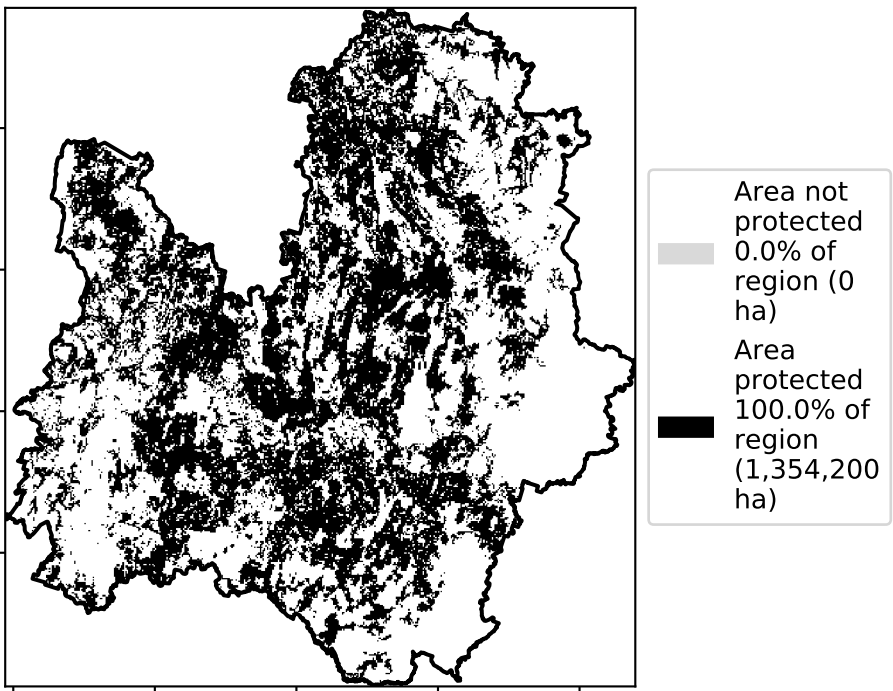 Area not
protected
0.0% of
region (0
ha)
Area
protected
100.0% of
region
(1,354,200
ha)